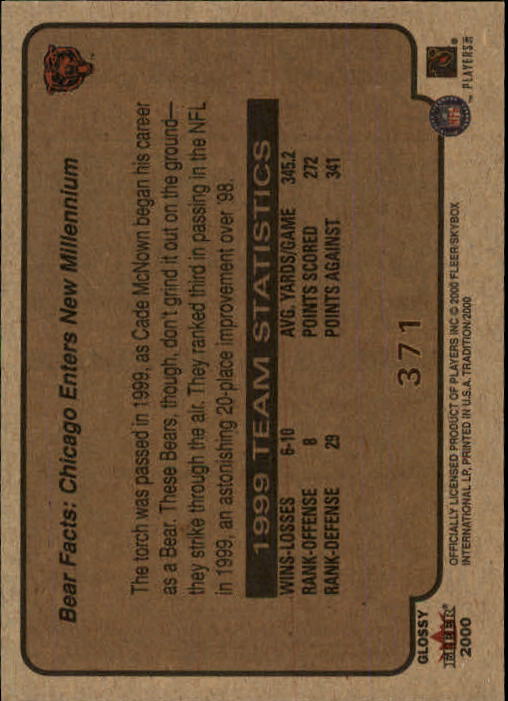 Bear Facts: Chicago Enters New Millennium
The torch was passed in 1999, as Cade McNown began his career
as a Bear. These Bears, though, don't grind it out on the ground—
they strike through the air. They ranked third in passing in the NFL
in 1999, an astonishing 20-place improvement over '98.
1999 TEAM STATISTICS
WINS-LOSSES 6-10 AVG. YARDS/GAME 345.2
RANK-OFFENSE 8 POINTS SCORED 272
RANK-DEFENSE 29 POINTS AGAINST 341
371
GLOSSY
FLEER
2000
OFFICIALLY LICENSED PRODUCT OF PLAYERS INC © 2000 FLEER/SKYBOX
INTERNATIONAL LP, PRINTED IN U.S.A. TRADITION/2000
NFL
PLAYERS INC